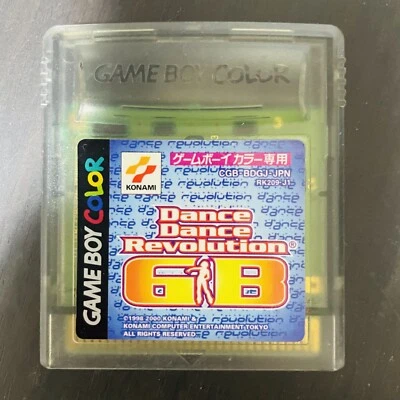 GAME BOY COLOR
GAME BOY COLOR
KONAMI
ゲームボーイカラー専用
CGB-BDGJ-JPN
RK209-J1
Dance
Dance
Revolution®
GB
©1998 2000 KONAMI &
KONAMI COMPUTER ENTERTAINMENT TOKYO
ALL RIGHTS RESERVED.